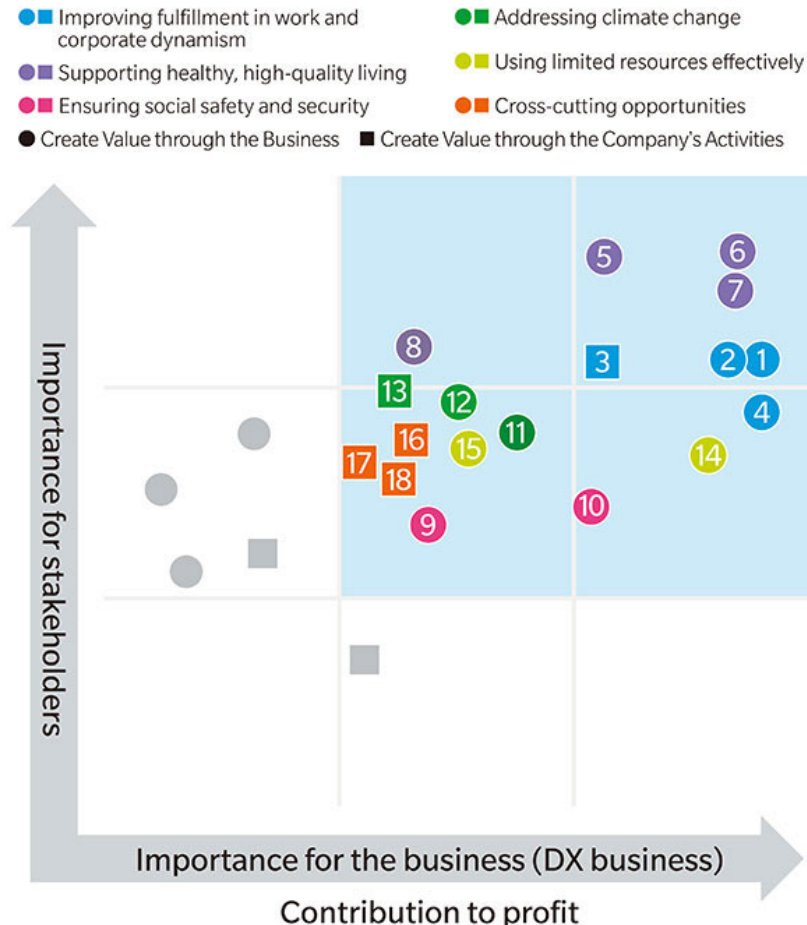 Improving fulfillment in work and
corporate dynamism
Supporting healthy, high-quality living
Ensuring social safety and security
Addressing climate change
Using limited resources effectively
Cross-cutting opportunities
Create Value through the Business
Create Value through the Company's Activities
Importance for stakeholders
5
6
7
8
3
2
1
13
12
4
16
11
15
14
17
18
10
9
Importance for the business (DX business)
Contribution to profit